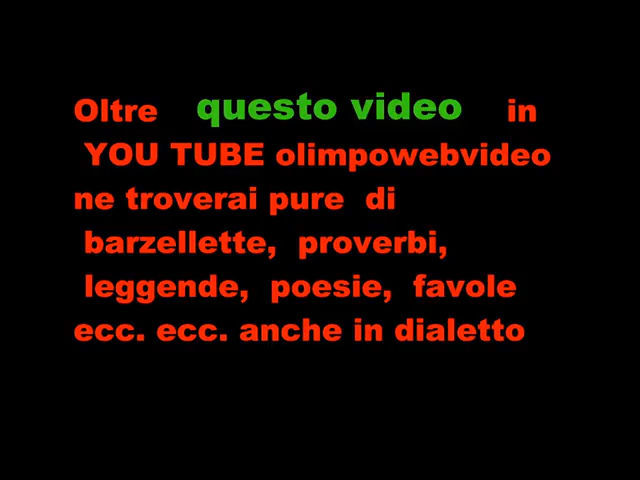 Oltre questo video in
YOU TUBE olimpowebvideo
ne troverai pure di
barzellette, proverbi,
leggende, poesie, favole
ecc. ecc. anche in dialetto